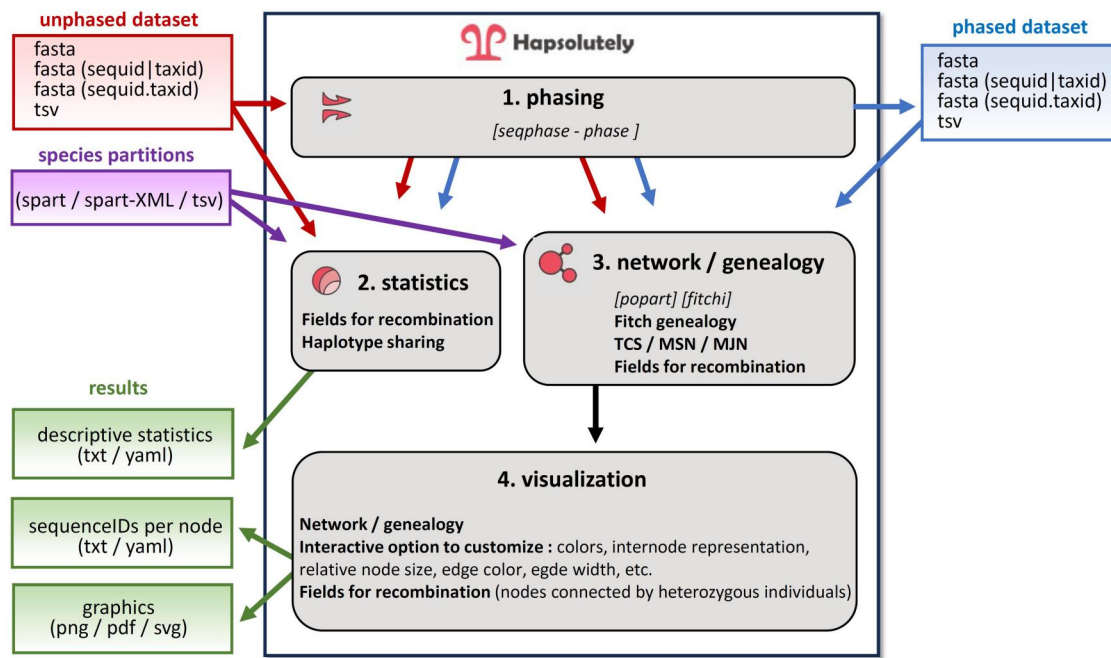 unphased dataset
fasta
fasta (sequid|taxid)
fasta (sequid.taxid)
tsv
species partitions
(spart / spart-XML / tsv)
Hapsolutely
1. phasing
[seqphase - phase ]
phased dataset
fasta
fasta (sequid|taxid)
fasta (sequid.taxid)
tsv
2. statistics
Fields for recombination
Haplotype sharing
3. network / genealogy
[popart] [fitchi]
Fitch genealogy
TCS / MSN / MJN
Fields for recombination
results
descriptive statistics
(txt / yaml)
sequenceIDs per node
(txt / yaml)
graphics
(png / pdf / svg)
4. visualization
Network / genealogy
Interactive option to customize : colors, internode representation,
relative node size, edge color, egde width, etc.
Fields for recombination (nodes connected by heterozygous individuals)